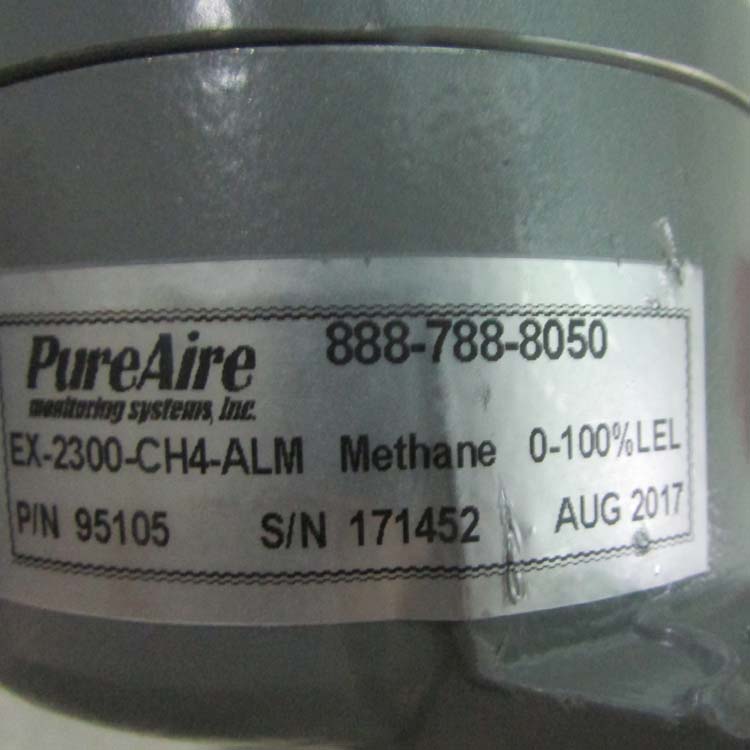 PureAire 888-788-8050
monitoring systems, Inc.
EX-2300-CH4-ALM Methane 0-100%LEL
P/N 95105 S/N 171452 AUG 2017